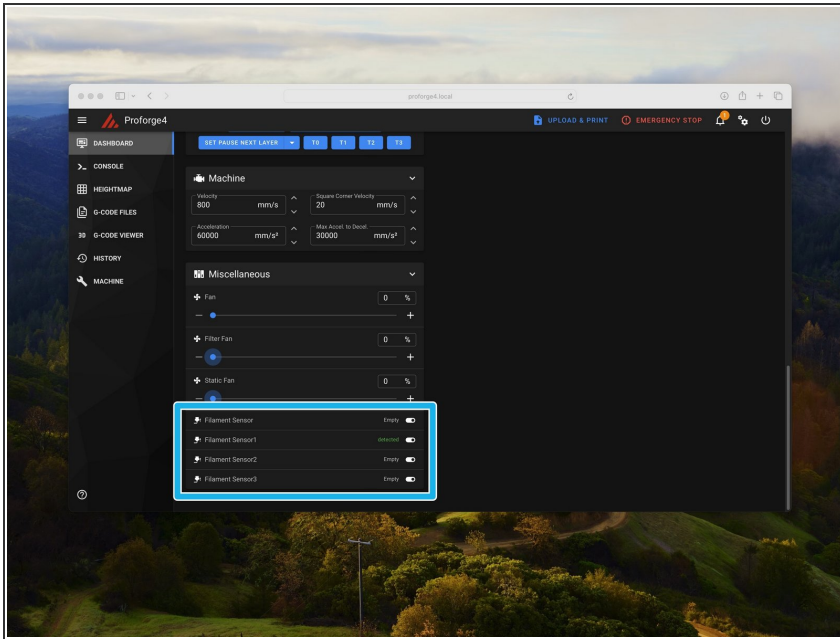 proforge4.local
Proforge4
UPLOAD & PRINT
EMERGENCY STOP
DASHBOARD
CONSOLE
HEIGHTMAP
G-CODE FILES
3D G-CODE VIEWER
HISTORY
MACHINE
SET PAUSE NEXT LAYER T0 T1 T2 T3
Machine
Velocity Square Corner Velocity
800 mm/s 20 mm/s
Acceleration Max Accel. to Decel.
60000 mm/s² 30000 mm/s²
Miscellaneous
Fan 0 %
Filter Fan 0 %
Static Fan 0 %
Filament Sensor Empty
Filament Sensor1 detected
Filament Sensor2 Empty
Filament Sensor3 Empty